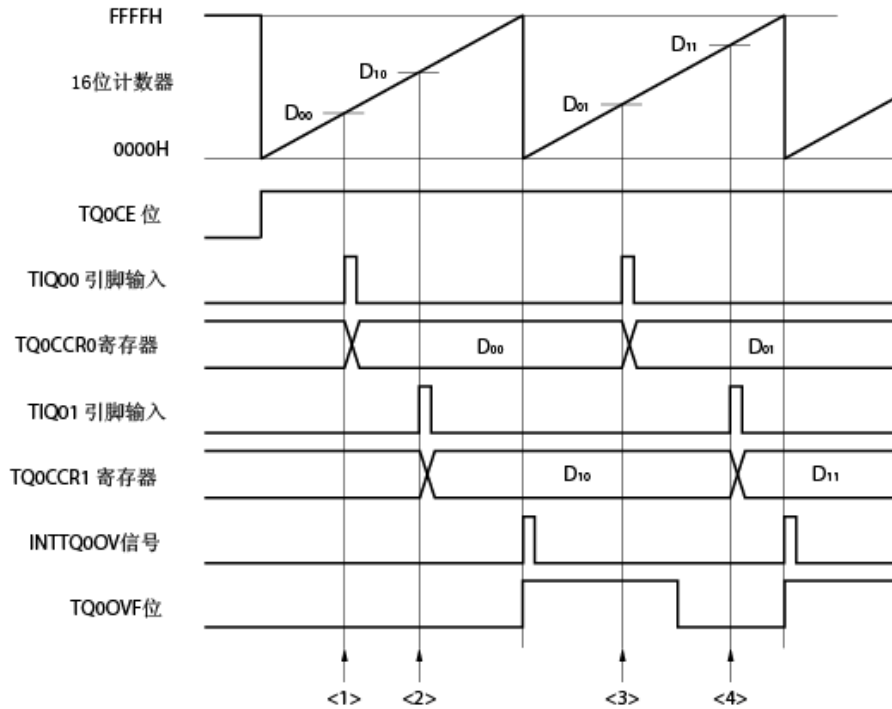 FFFFH
16位计数器
D10
D11
D00
D01
0000H
TQ0CE 位
TIQ00 引脚输入
TQ0CCR0寄存器
D00
D01
TIQ01 引脚输入
TQ0CCR1 寄存器
D10
D11
INTTQ0OV信号
TQ0OVF位
<1>
<2>
<3>
<4>